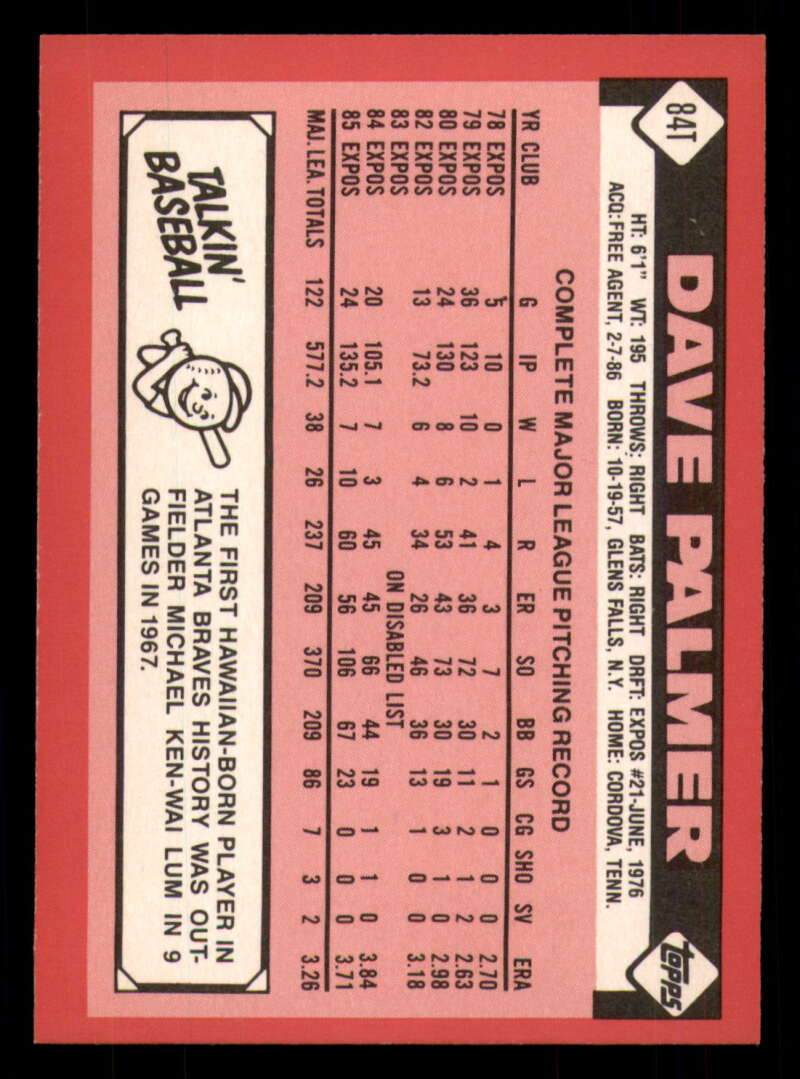 84T
DAVE PALMER
topps
HT: 6'1" WT: 195 THROWS: RIGHT BATS: RIGHT DRFT: EXPOS #21-JUNE, 1976
ACQ: FREE AGENT, 2-7-86 BORN: 10-19-57, GLENS FALLS, N.Y. HOME: CORDOVA, TENN.
COMPLETE MAJOR LEAGUE PITCHING RECORD
YR CLUB G IP W L R ER SO BB GS CG SHO SV ERA
78 EXPOS 5 10 0 1 4 3 7 2 1 0 0 0 2.70
79 EXPOS 36 123 10 2 41 36 72 30 11 2 1 2 2.63
80 EXPOS 24 130 8 6 53 43 73 30 19 3 1 0 2.98
82 EXPOS 13 73.2 6 4 34 26 46 36 13 1 0 0 3.18
83 EXPOS ON DISABLED LIST
84 EXPOS 20 105.1 7 3 45 45 66 44 19 1 1 0 3.84
85 EXPOS 24 135.2 7 10 60 56 106 67 23 0 0 0 3.71
MAJ. LEA. TOTALS 122 577.2 38 26 237 209 370 209 86 7 3 2 3.26
TALKIN'
BASEBALL
THE FIRST HAWAIIAN-BORN PLAYER IN
ATLANTA BRAVES HISTORY WAS OUT-
FIELDER MICHAEL KEN-WAI LUM IN 9
GAMES IN 1967.